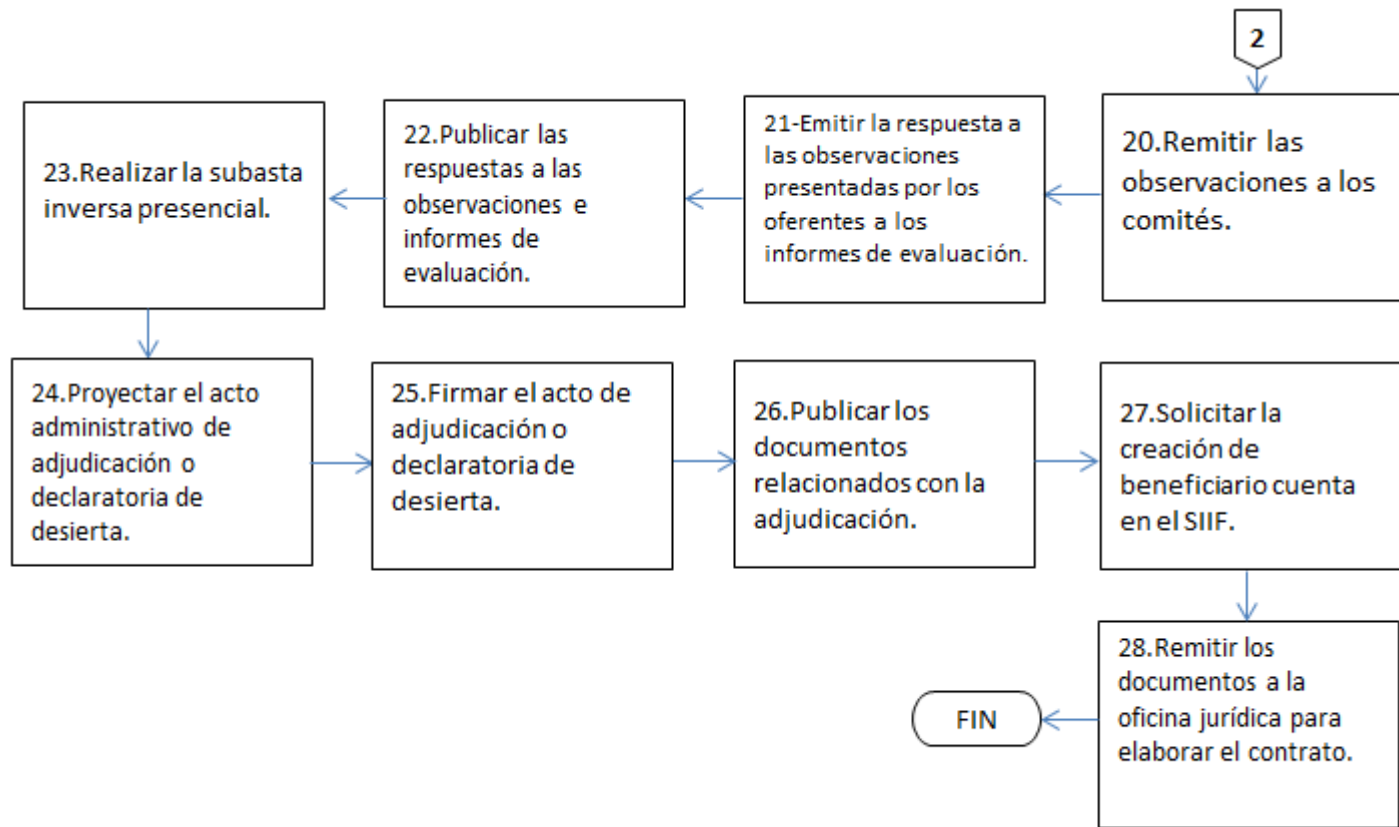 2
20.Remitir las
observaciones a los
comités.
21-Emitir la respuesta a
las observaciones
presentadas por los
oferentes a los
informes de evaluación.
22.Publicar las
respuestas a las
observaciones e
informes de
evaluación.
23.Realizar la subasta
inversa presencial.
24.Proyectar el acto
administrativo de
adjudicación o
declaratoria de
desierta.
25.Firmar el acto de
adjudicación o
declaratoria de
desierta.
26.Publicar los
documentos
relacionados con la
adjudicación.
27.Solicitar la
creación de
beneficiario cuenta
en el SIIF.
28.Remitir los
documentos a la
oficina jurídica para
elaborar el contrato.
FIN